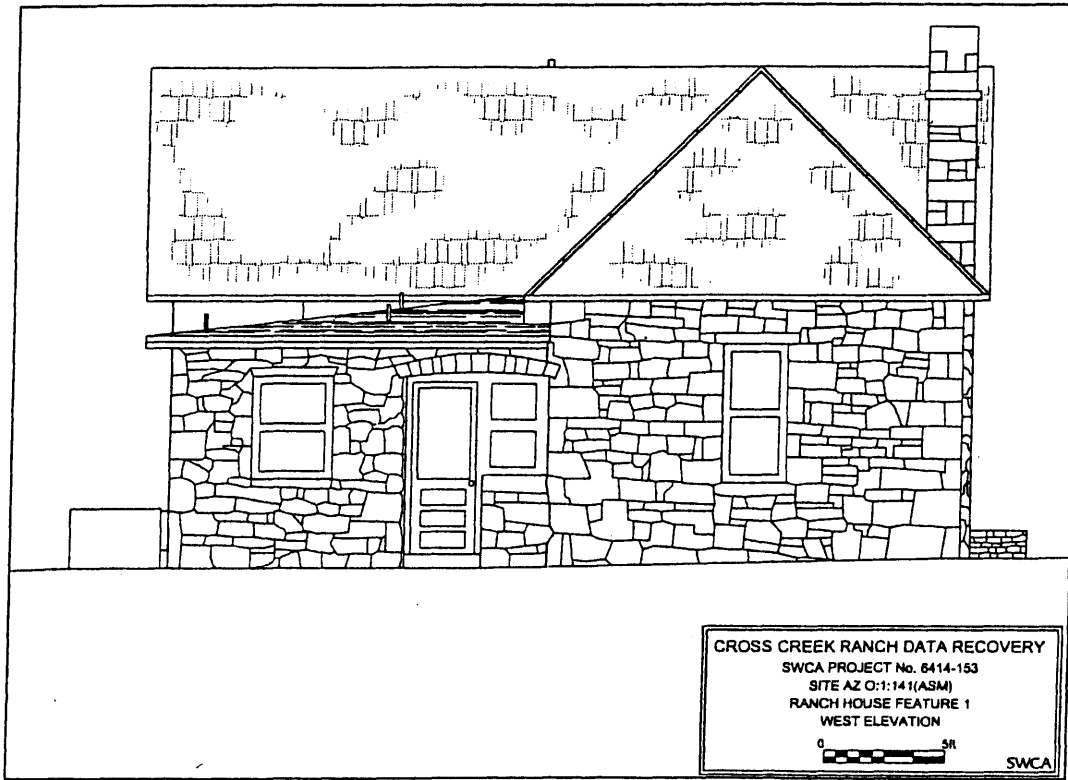 CROSS CREEK RANCH DATA RECOVERY
SWCA PROJECT No. 6414-153
SITE AZ O:1:141(ASM)
RANCH HOUSE FEATURE 1
WEST ELEVATION
0 5ft
SWCA